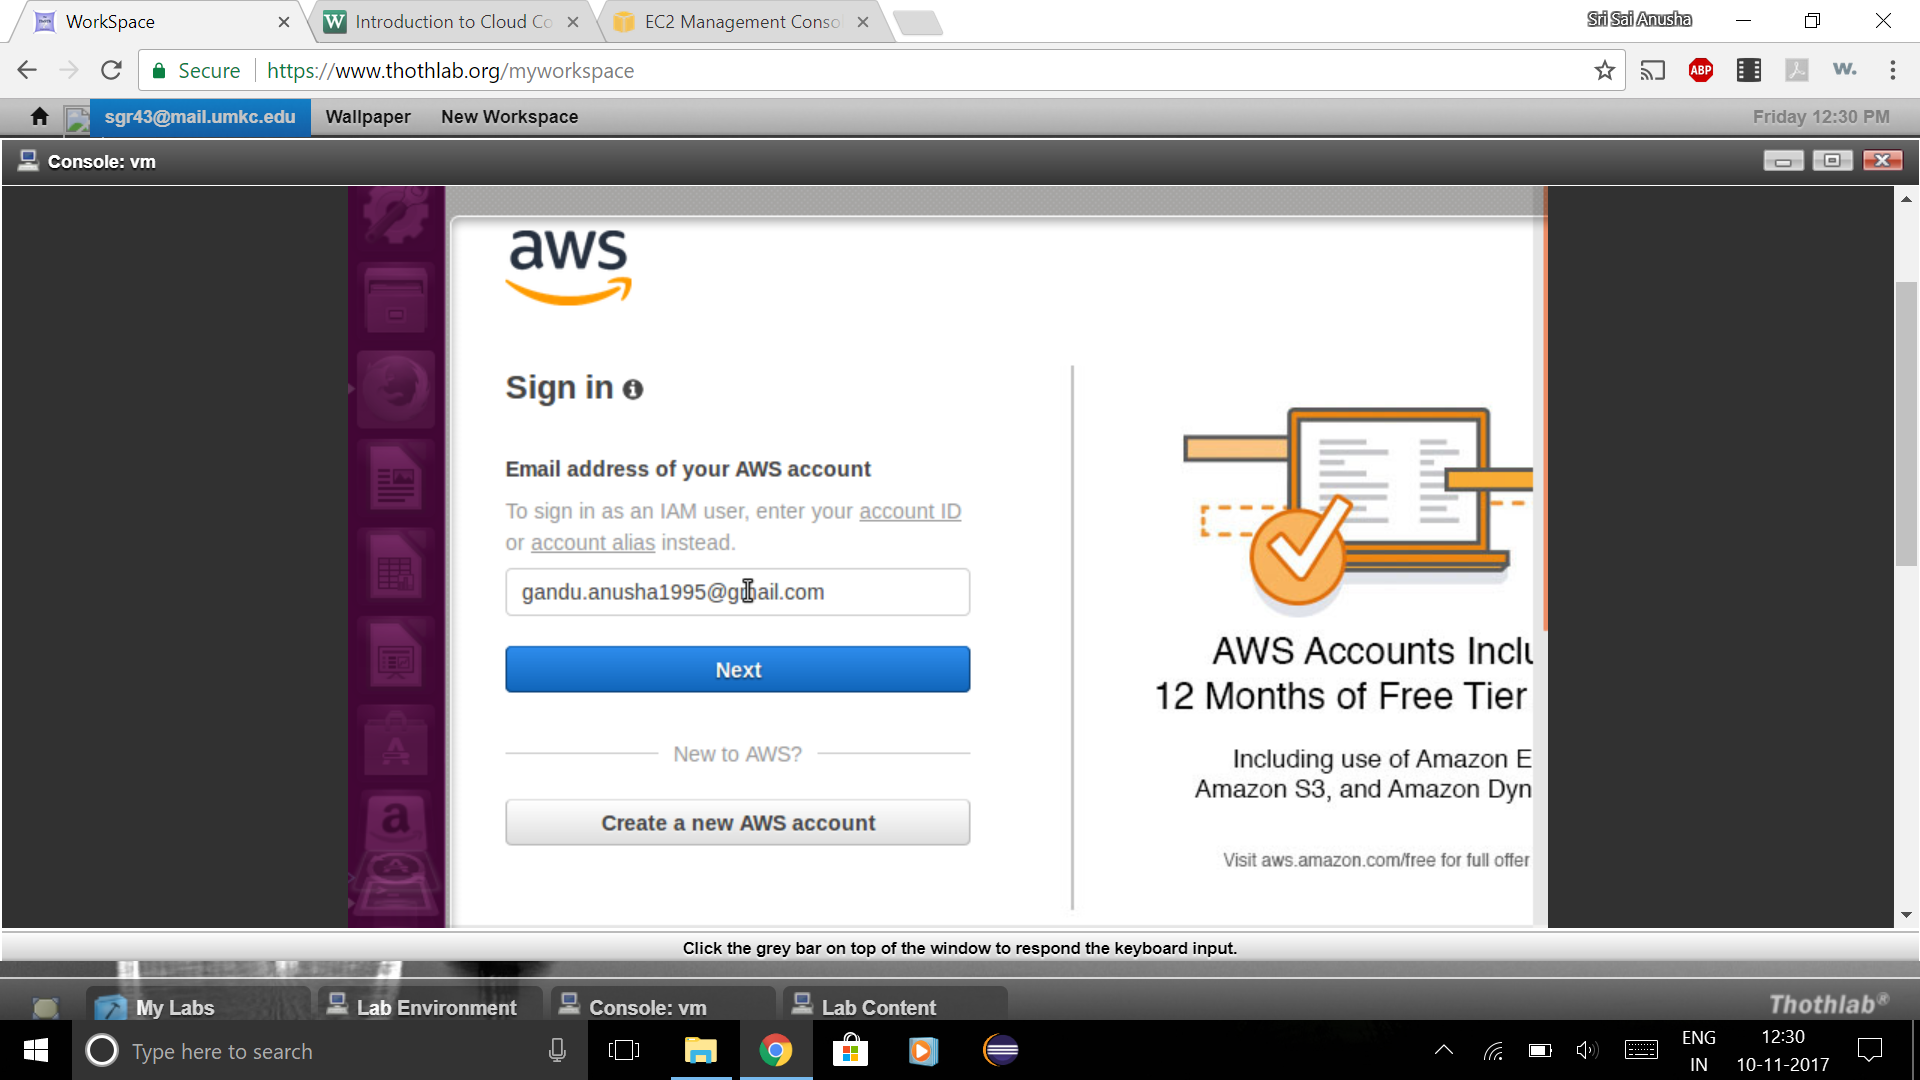 WorkSpace
Introduction to Cloud Co
EC2 Management Conso
Sri Sai Anusha
Secure
https://www.thothlab.org/myworkspace
ABP
w.
sgr43@mail.umkc.edu
Wallpaper
New Workspace
Friday 12:30 PM
Console: vm
aws
Sign in
Email address of your AWS account
To sign in as an IAM user, enter your account ID
or account alias instead.
gandu.anusha1995@gmail.com
Next
New to AWS?
Create a new AWS account
AWS Accounts Inclu
12 Months of Free Tier
Including use of Amazon E
Amazon S3, and Amazon Dyn
Visit aws.amazon.com/free for full offer
Click the grey bar on top of the window to respond the keyboard input.
My Labs
Lab Environment
Console: vm
Lab Content
Thothlab®
Type here to search
ENG
IN
12:30
10-11-2017